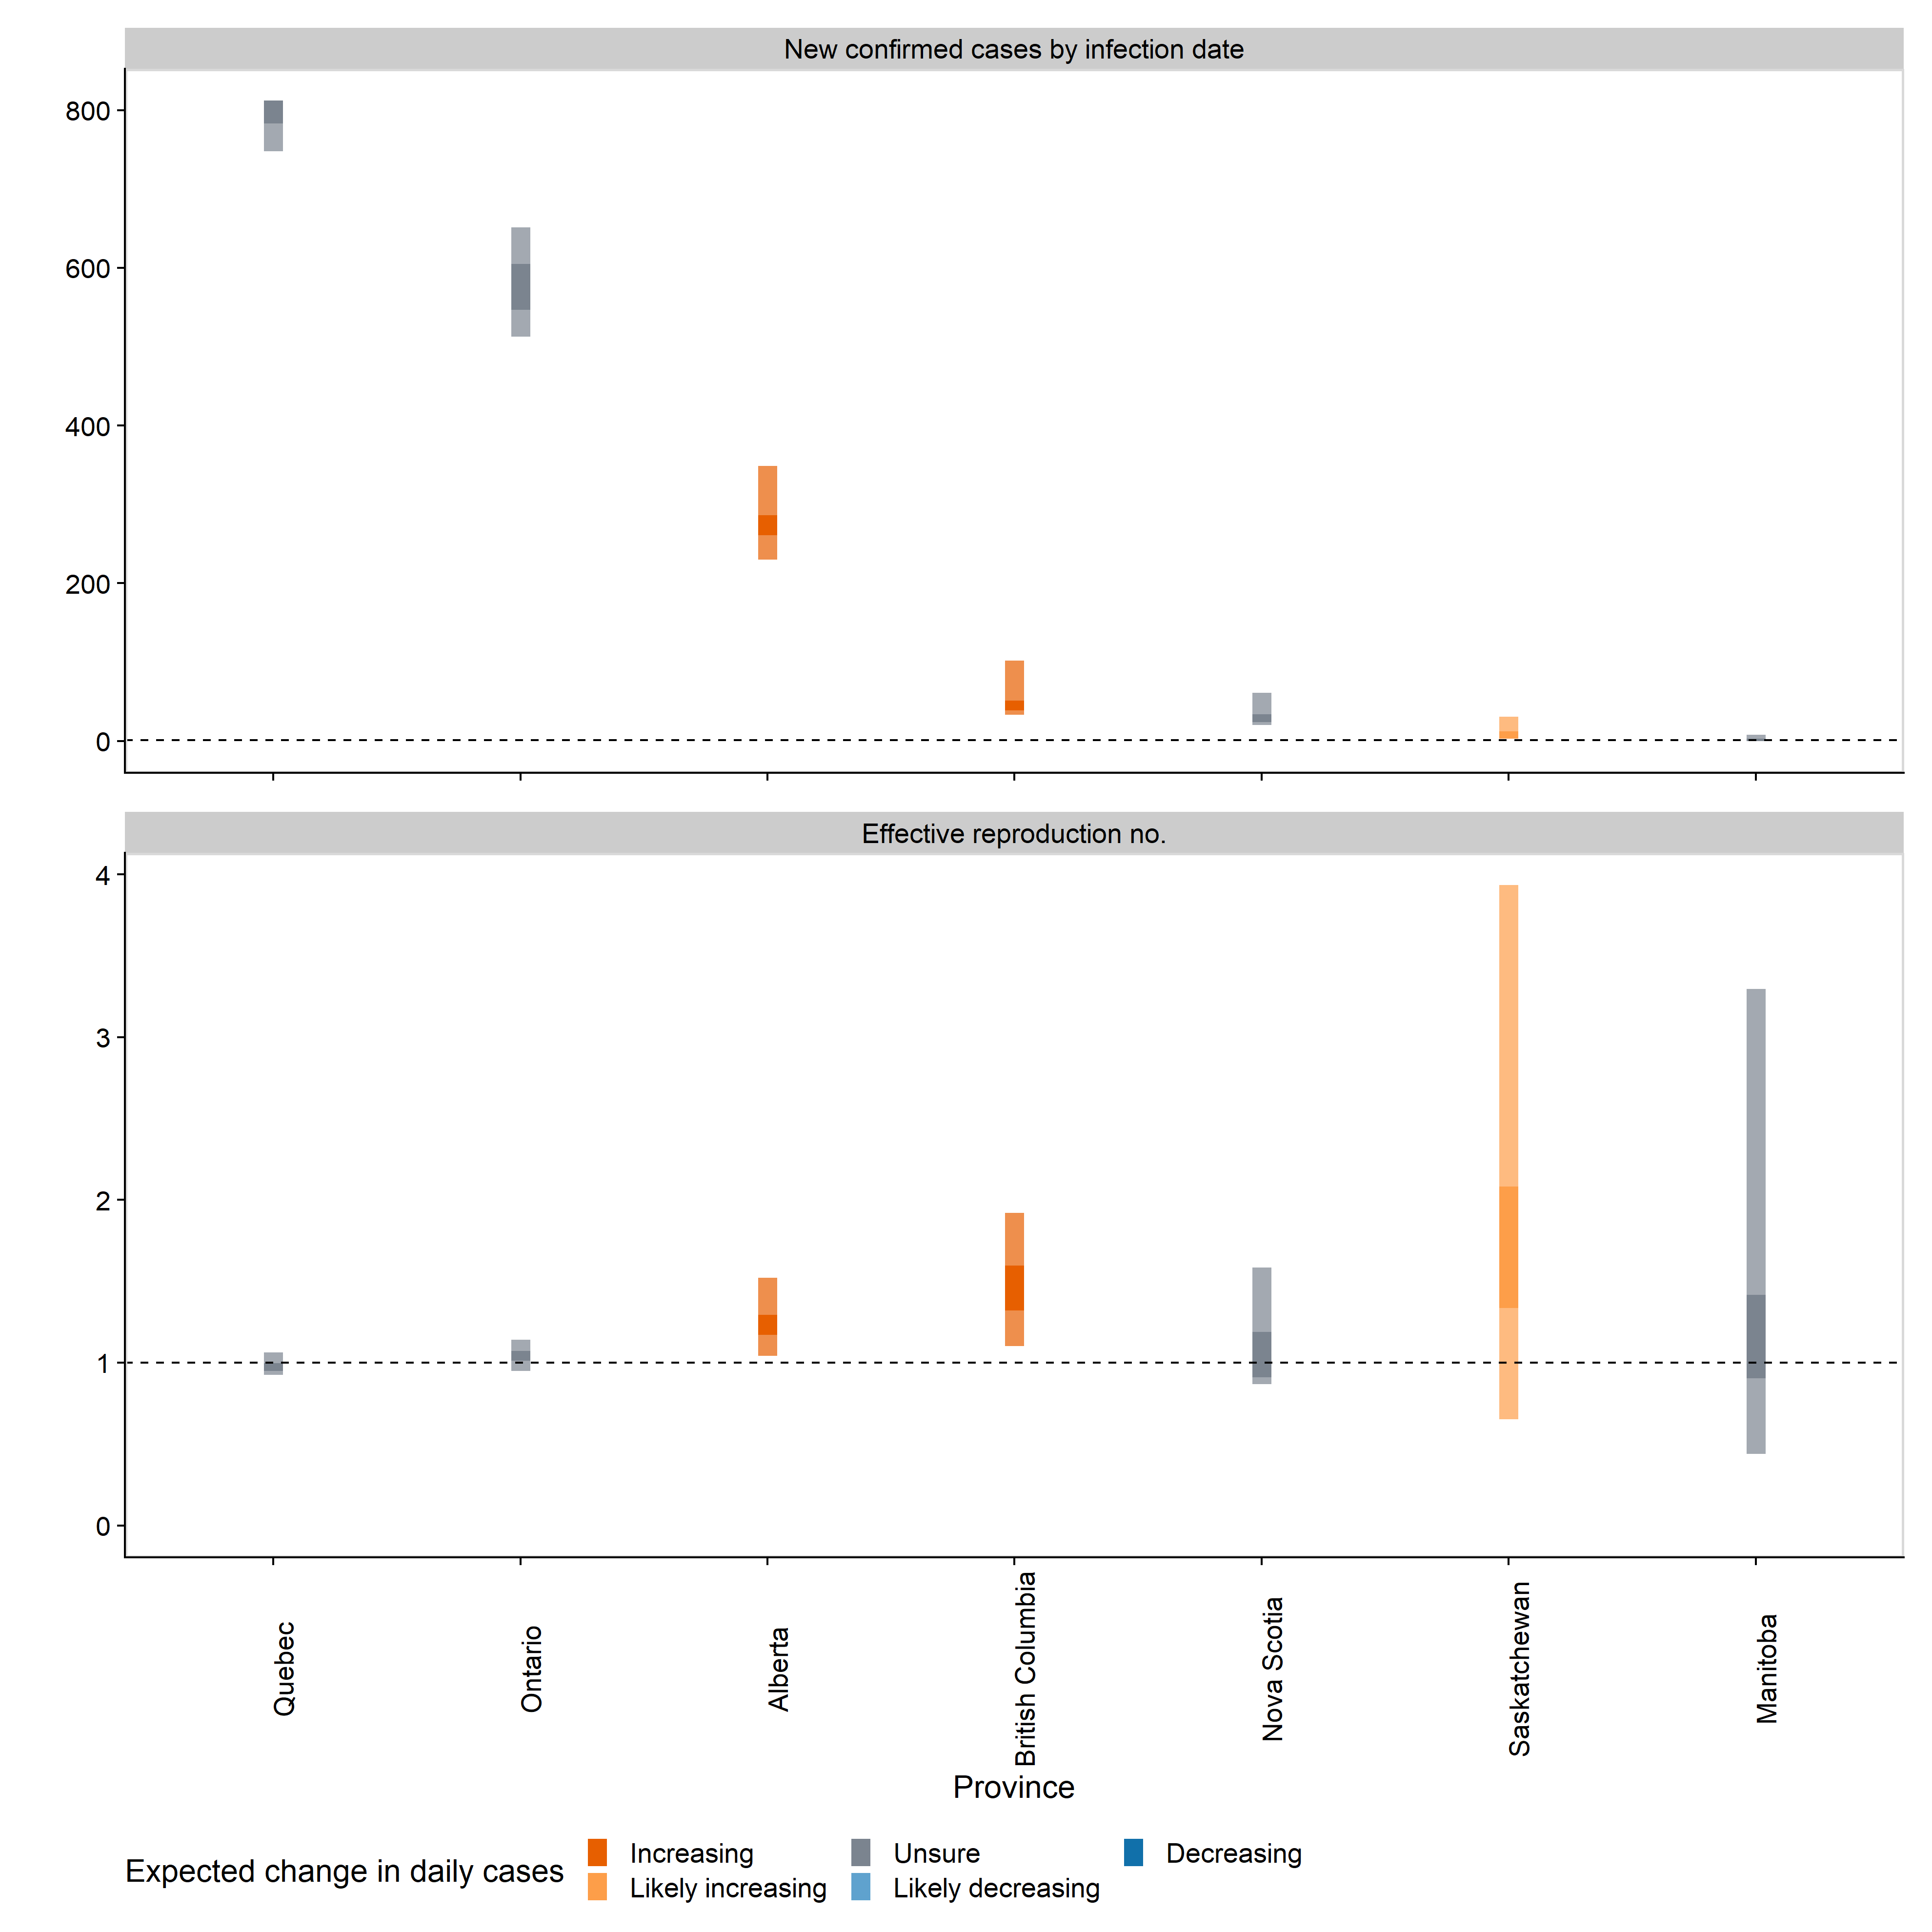 New confirmed cases by infection date
800
600
400
200
0
Effective reproduction no.
4
3
2
1
0
Quebec
Ontario
Alberta
British Columbia
Nova Scotia
Saskatchewan
Manitoba
Province
Expected change in daily cases
Increasing
Unsure
Decreasing
Likely increasing
Likely decreasing